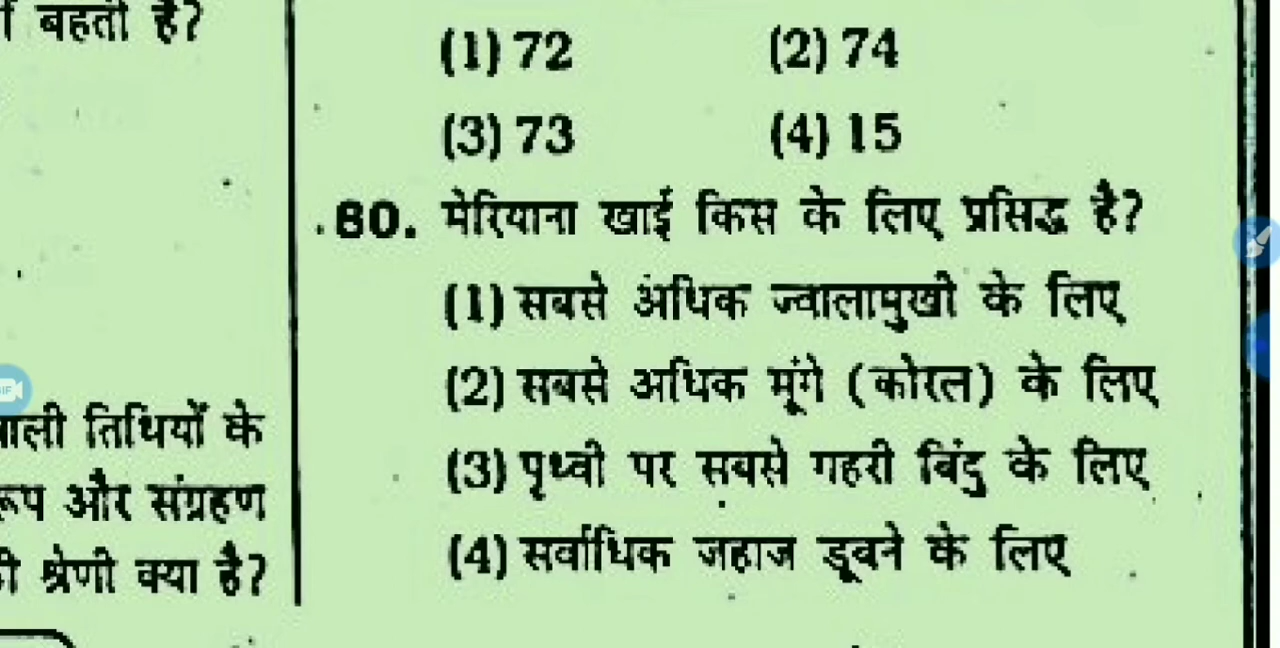 बहती है?
वाली तिथियों के
रूप और संग्रहण
श्रेणी क्या है?
(1) 72 (2) 74
(3) 73 (4) 15
80. मेरियाना खाई किस के लिए प्रसिद्ध है?
(1) सबसे अधिक ज्वालामुखी के लिए
(2) सबसे अधिक मूंगे (कोरल) के लिए
(3) पृथ्वी पर सबसे गहरी बिंदु के लिए
(4) सर्वाधिक जहाज डूबने के लिए